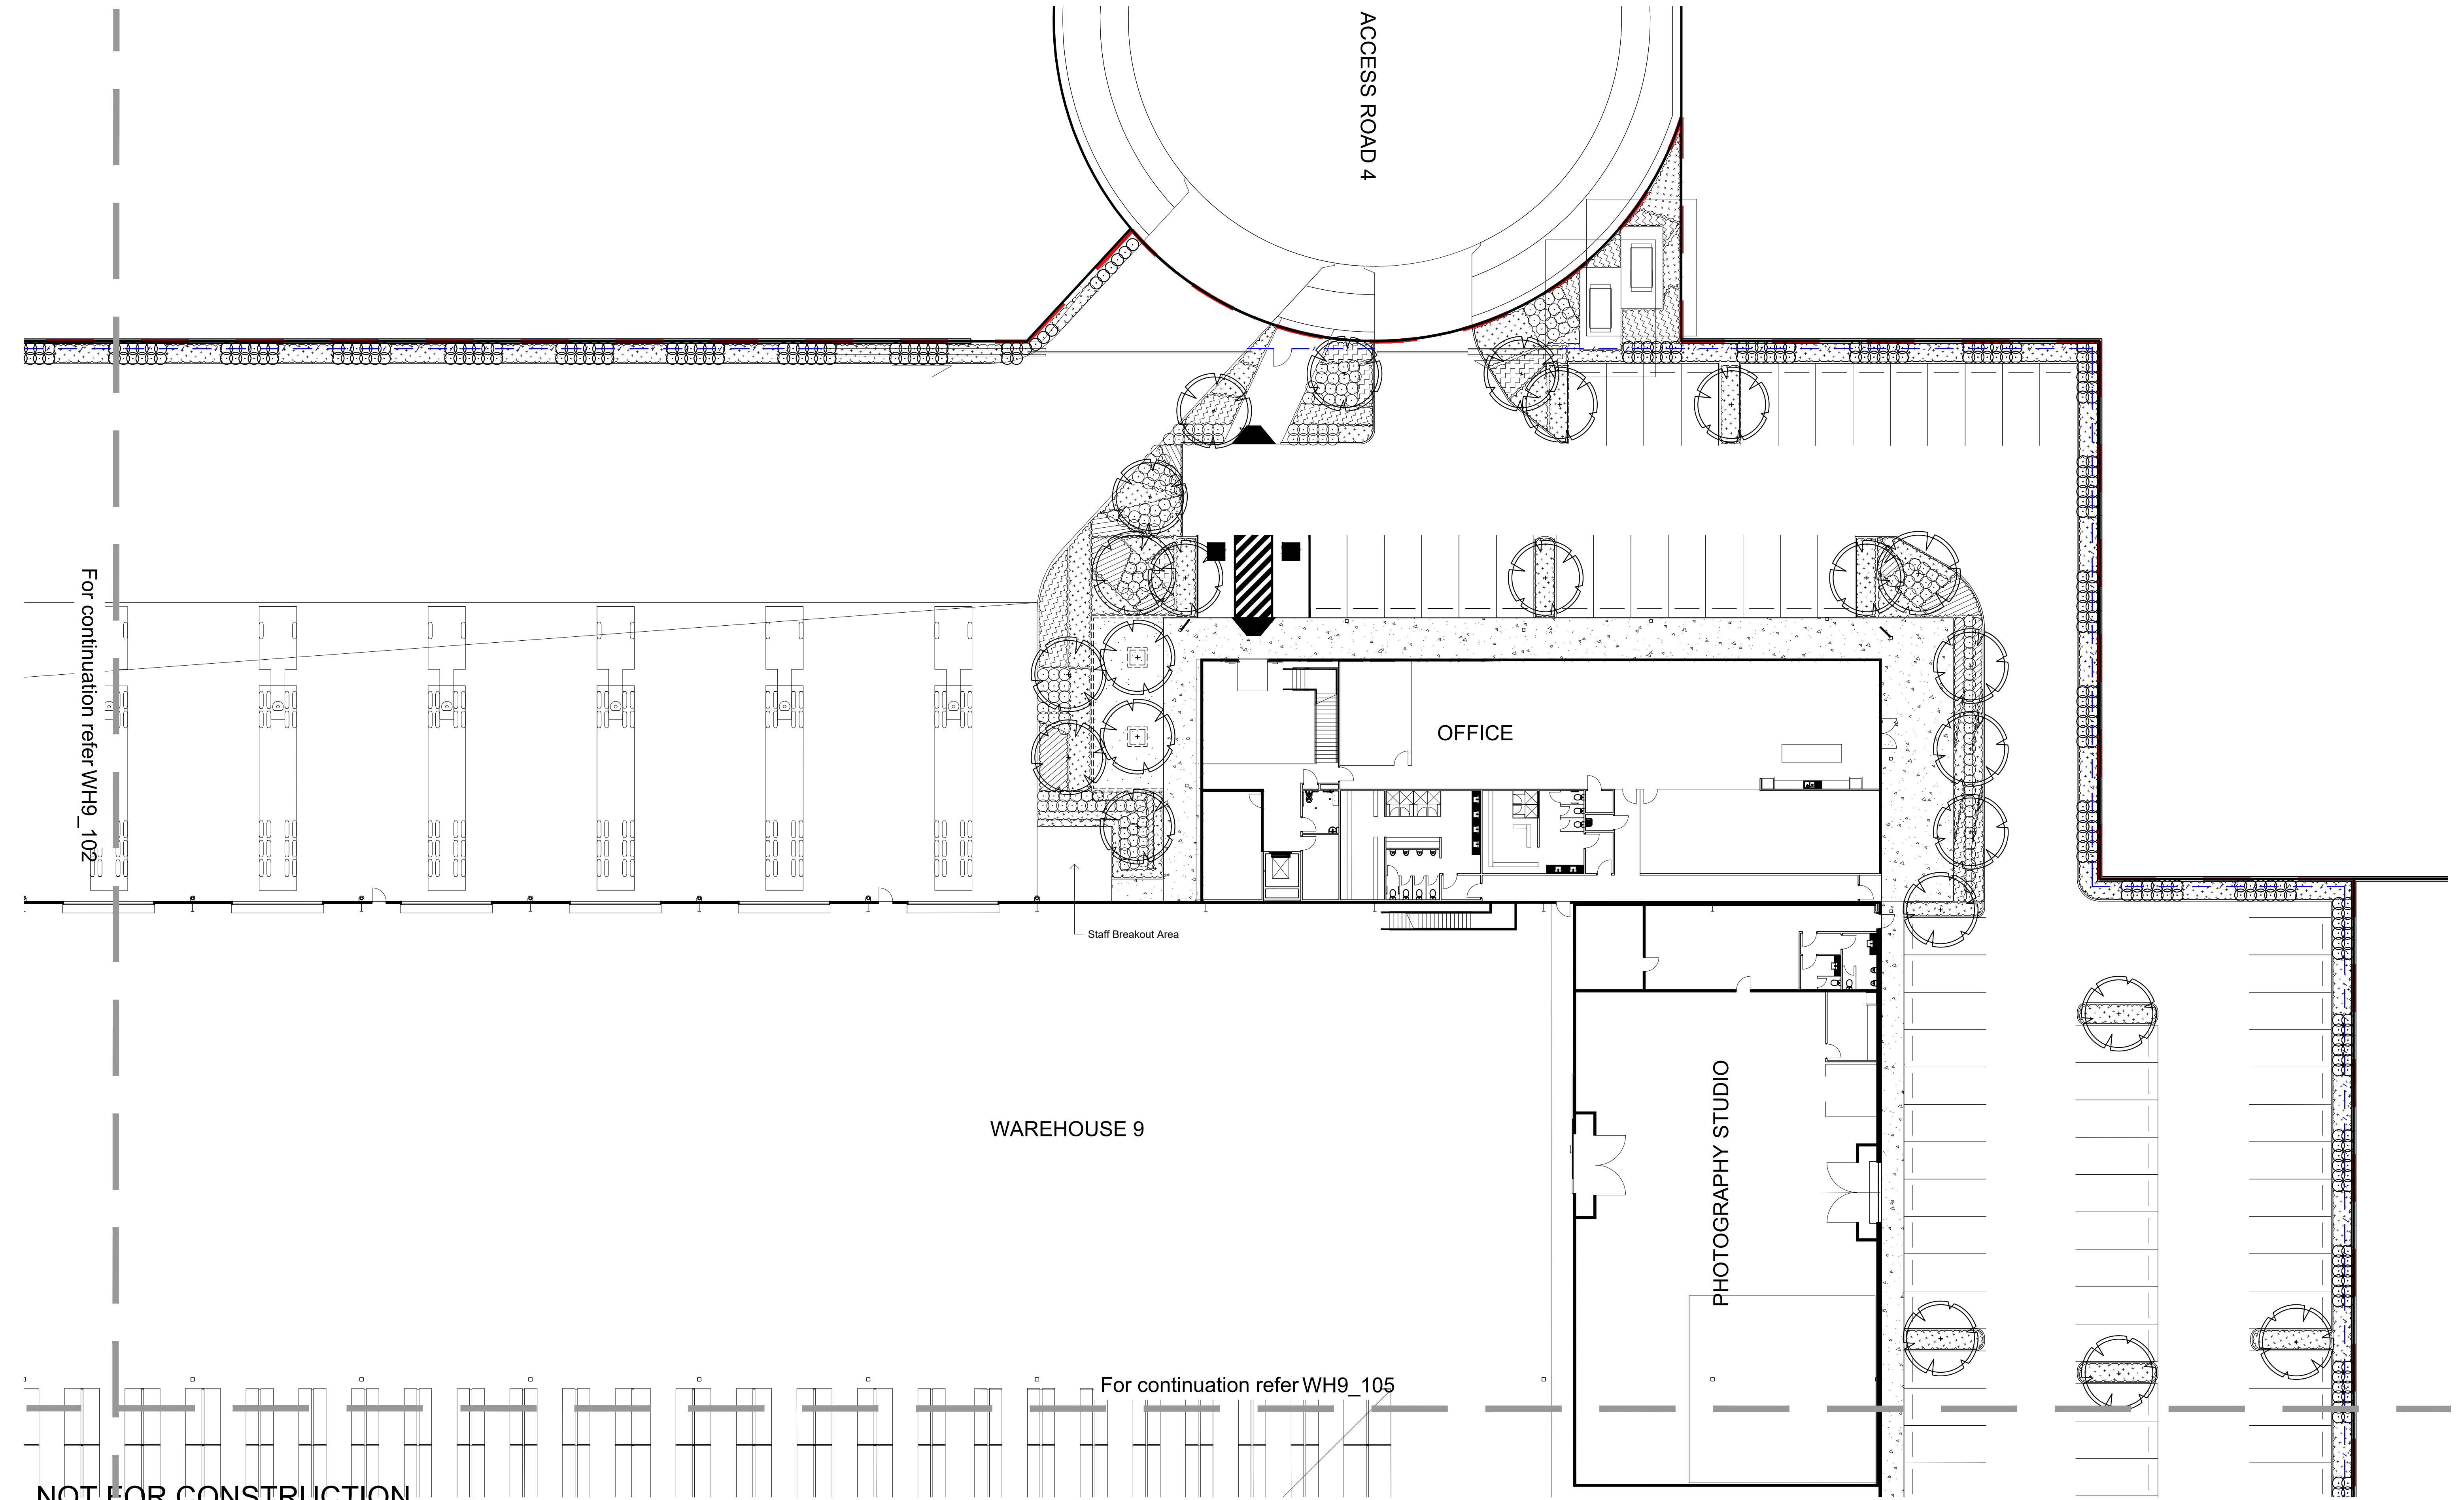 ACCESS ROAD 4
For continuation refer WH9_102
OFFICE
Staff Breakout Area
WAREHOUSE 9
PHOTOGRAPHY STUDIO
For continuation refer WH9_105
NOT FOR CONSTRUCTION